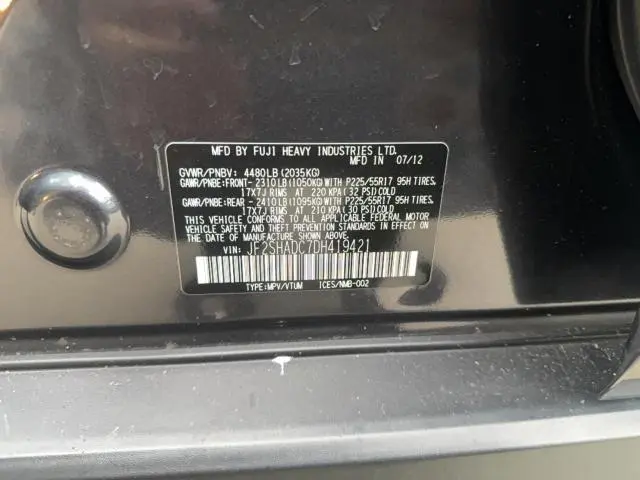 MFD BY FUJI HEAVY INDUSTRIES LTD.
MFD IN 07/12
GVWR/PNBV: 4480LB(2035KG)
GAWR/PNBE:FRONT- 2310LB(1050KG)WITH P225/55R17 95H TIRES,
17X7J RIMS AT 220 KPA(32 PSI)COLD
GAWR/PNBE:REAR - 2410LB(1095KG)WITH P225/55R17 95H TIRES,
17X7J RIMS AT 210 KPA(30 PSI)COLD
THIS VEHICLE CONFORMS TO ALL APPLICABLE FEDERAL MOTOR
VEHICLE SAFETY AND THEFT PREVENTION STANDARDS IN EFFECT
ON THE DATE OF MANUFACTURE SHOWN ABOVE.
VIN: JF2SHADC7DH419421
TYPE:MPV/VTUM ICES/NMB-002